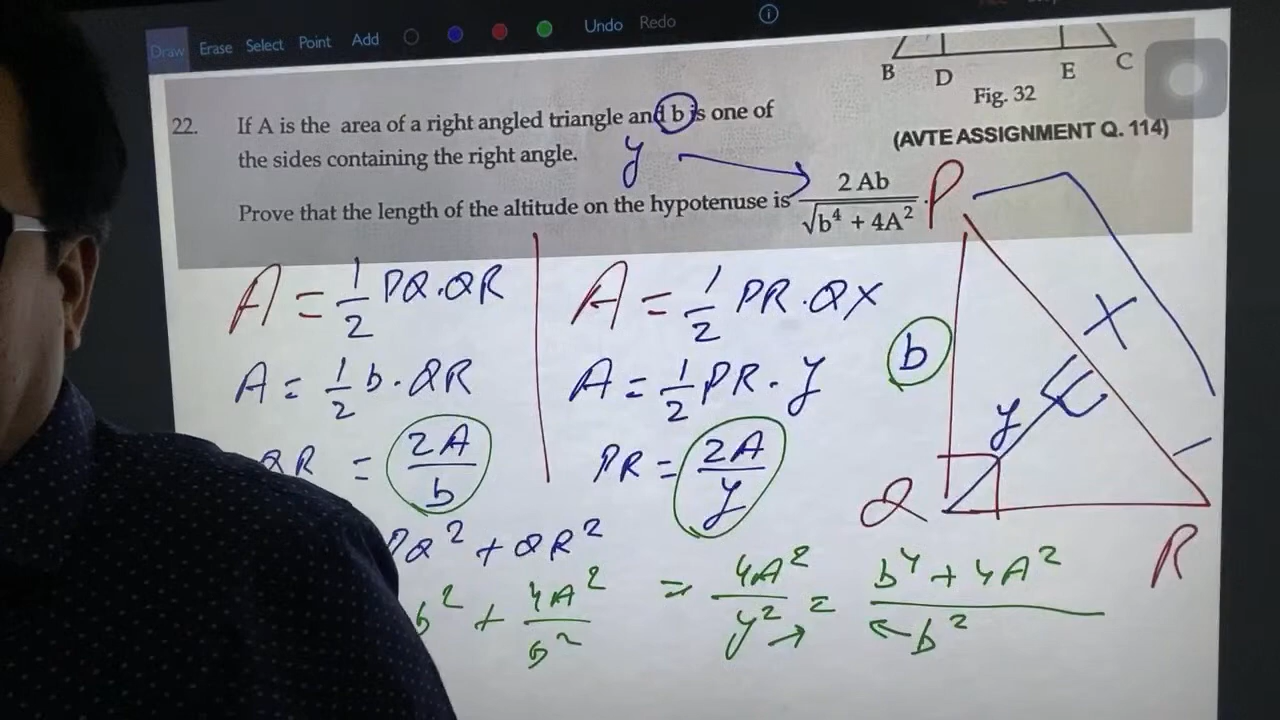 Draw Erase Select Point Add Undo Redo
B D E C
Fig. 32
(AVTE ASSIGNMENT Q. 114)
22. If A is the area of a right angled triangle and b is one of
the sides containing the right angle.
y
Prove that the length of the altitude on the hypotenuse is 2 Ab / √b⁴ + 4A² .
P
A = 1/2 PQ.QR
A = 1/2 PR.QX
X
b
A = 1/2 b.QR
A = 1/2 PR.y
y
QR = 2A/b
PR = 2A/y
Q
R
PQ² + QR²
b² + 4A²/b² = 4A²/y² = b⁴ + 4A²/b²